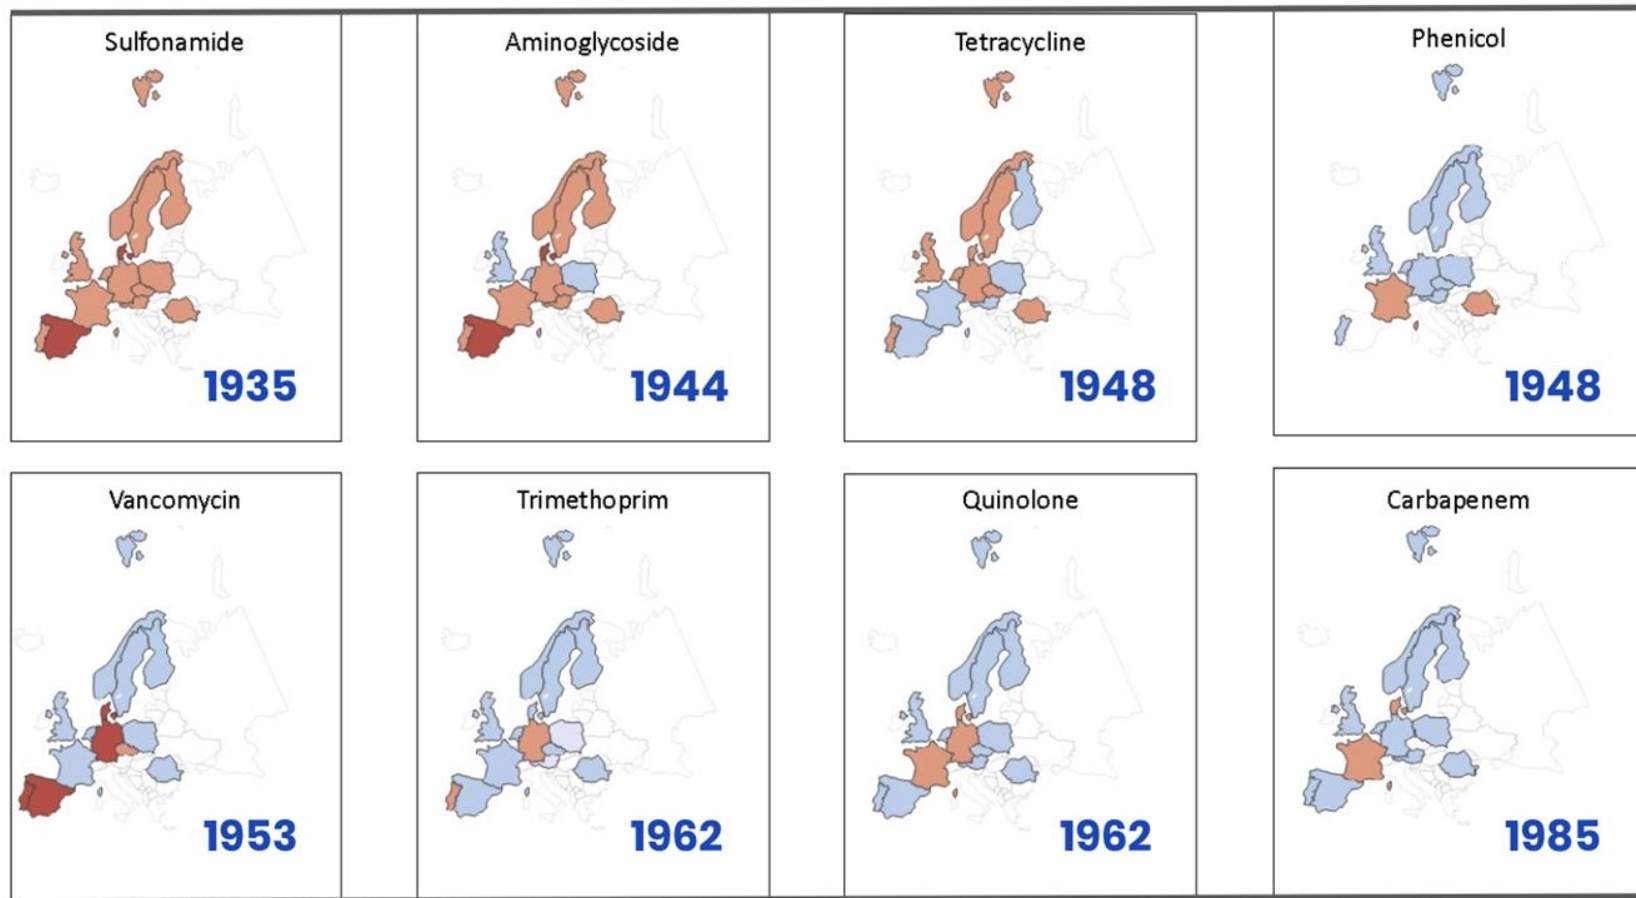 Sulfonamide
Aminoglycoside
Tetracycline
Phenicol
1935
1944
1948
1948
Vancomycin
Trimethoprim
Quinolone
Carbapenem
1953
1962
1962
1985